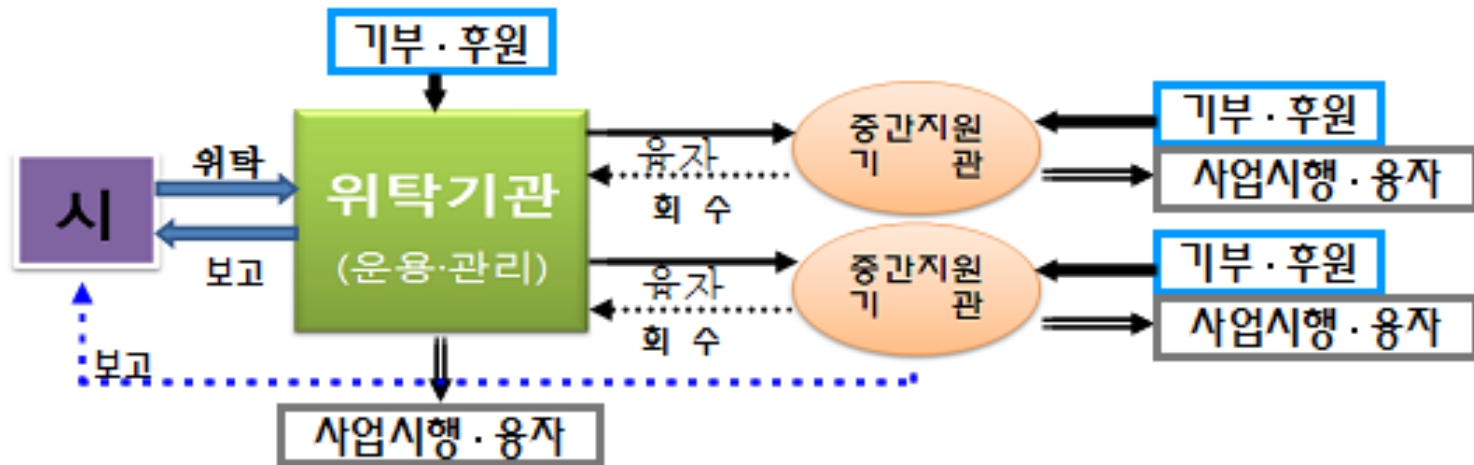 기부 · 후원
시
위탁
보고
위탁기관
(운용·관리)
융자
회 수
중간지원
기 관
기부 · 후원
사업시행 · 융자
융자
회 수
중간지원
기 관
기부 · 후원
사업시행 · 융자
보고
사업시행 · 융자